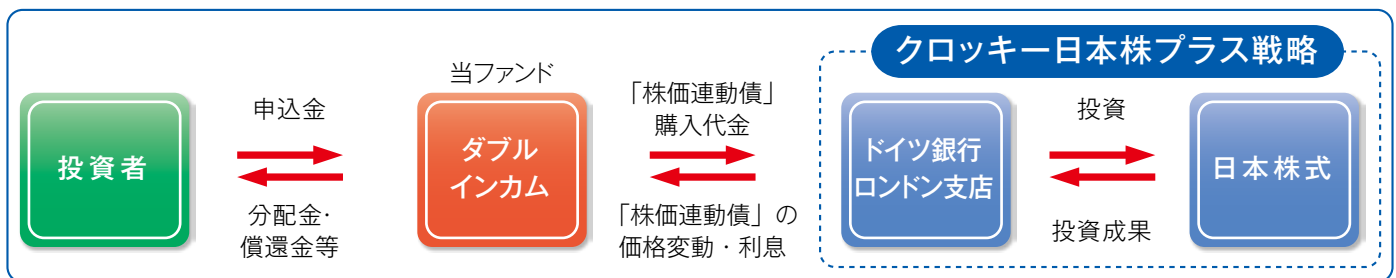 クロッキー日本株プラス戦略
当ファンド
投資者
申込金
分配金・
償還金等
ダブル
インカム
「株価連動債」
購入代金
「株価連動債」の
価格変動・利息
ドイツ銀行
ロンドン支店
投資
投資成果
日本株式